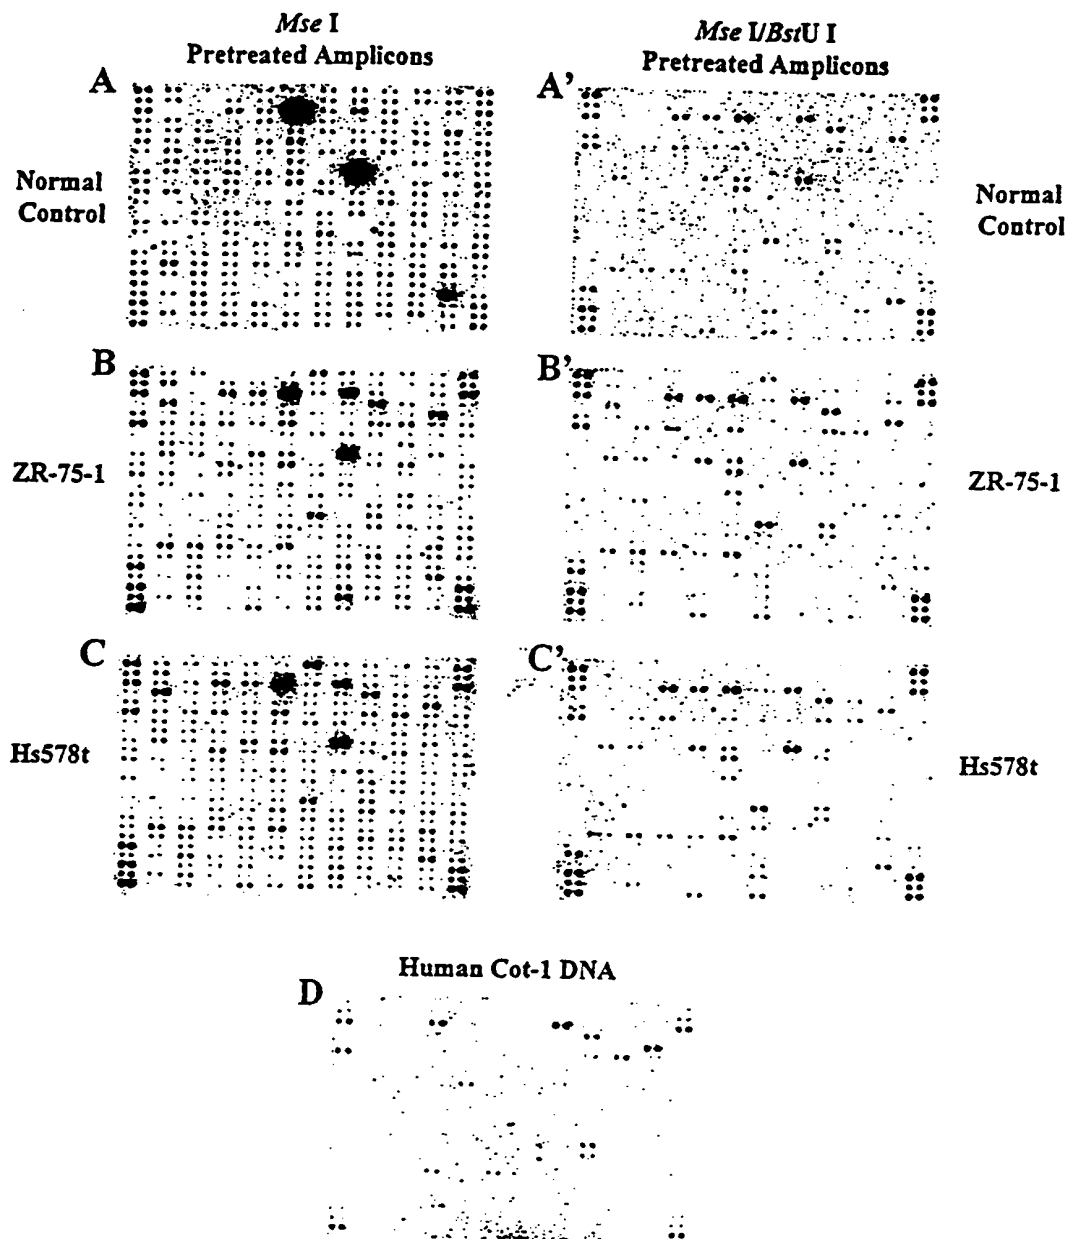 Mse I
Pretreated Amplicons
Mse I/BstU I
Pretreated Amplicons
A
A'
Normal
Control
Normal
Control
B
B'
ZR-75-1
ZR-75-1
C
C'
Hs578t
Hs578t
Human Cot-1 DNA
D